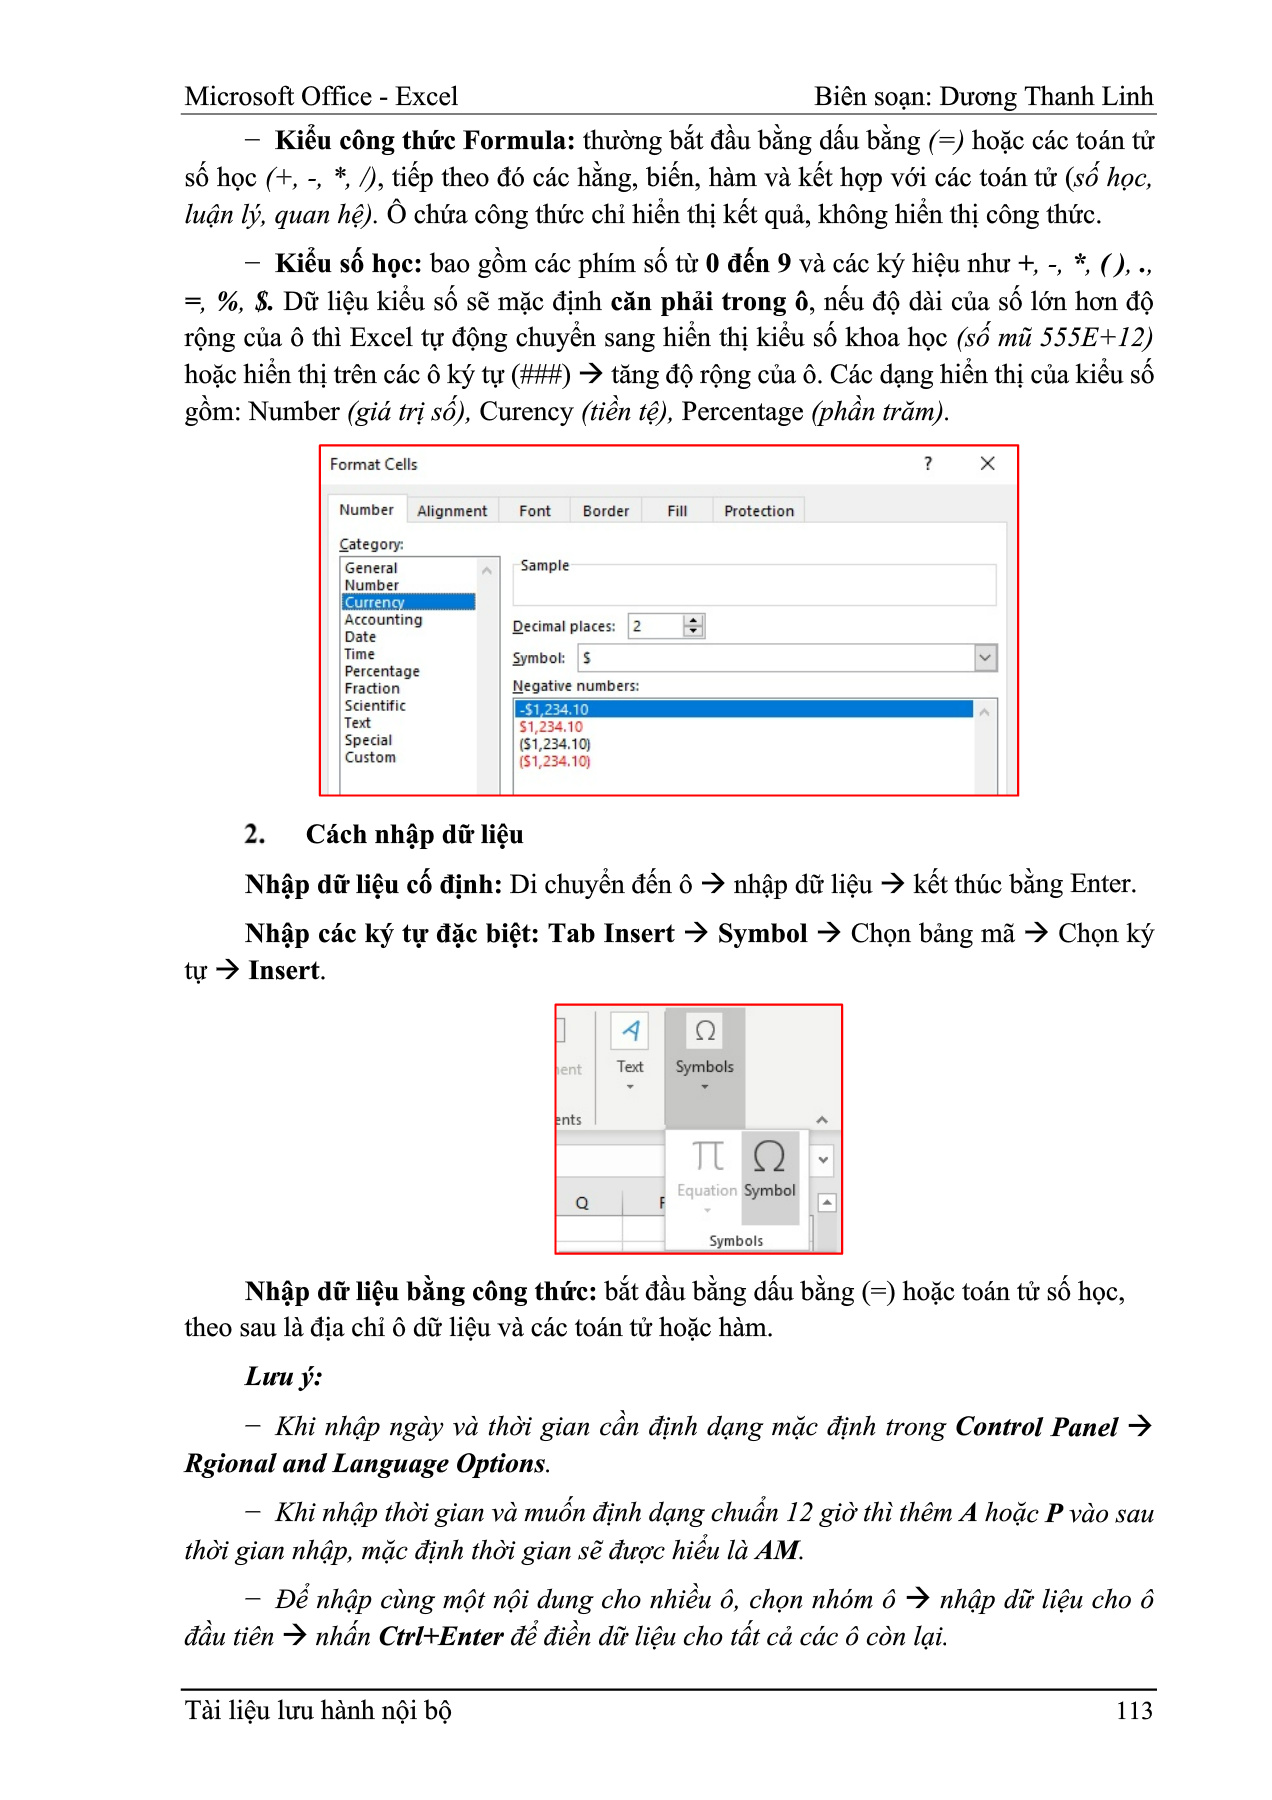 Microsoft Office - Excel Biên soạn: Dương Thanh Linh
− Kiểu công thức Formula: thường bắt đầu bằng dấu bằng (=) hoặc các toán tử
số học (+, -, *, /), tiếp theo đó các hằng, biến, hàm và kết hợp với các toán tử (số học,
luận lý, quan hệ). Ô chứa công thức chỉ hiển thị kết quả, không hiển thị công thức.
− Kiểu số học: bao gồm các phím số từ 0 đến 9 và các ký hiệu như +, -, *, ( ), .,
=, %, $. Dữ liệu kiểu số sẽ mặc định căn phải trong ô, nếu độ dài của số lớn hơn độ
rộng của ô thì Excel tự động chuyển sang hiển thị kiểu số khoa học (số mũ 555E+12)
hoặc hiển thị trên các ô ký tự (###) → tăng độ rộng của ô. Các dạng hiển thị của kiểu số
gồm: Number (giá trị số), Curency (tiền tệ), Percentage (phần trăm).
Format Cells ?
Number Alignment Font Border Fill Protection
Category:
General
Number
Currency
Accounting
Date
Time
Percentage
Fraction
Scientific
Text
Special
Custom
Sample
Decimal places: 2
Symbol: $
Negative numbers:
-$1,234.10
$1,234.10
($1,234.10)
($1,234.10)
2. Cách nhập dữ liệu
Nhập dữ liệu cố định: Di chuyển đến ô → nhập dữ liệu → kết thúc bằng Enter.
Nhập các ký tự đặc biệt: Tab Insert → Symbol → Chọn bảng mã → Chọn ký
tự → Insert.
A Ω
ent Text Symbols
ents
π Ω
Equation Symbol
Q
Symbols
Nhập dữ liệu bằng công thức: bắt đầu bằng dấu bằng (=) hoặc toán tử số học,
theo sau là địa chỉ ô dữ liệu và các toán tử hoặc hàm.
Lưu ý:
− Khi nhập ngày và thời gian cần định dạng mặc định trong Control Panel →
Rgional and Language Options.
− Khi nhập thời gian và muốn định dạng chuẩn 12 giờ thì thêm A hoặc P vào sau
thời gian nhập, mặc định thời gian sẽ được hiểu là AM.
− Để nhập cùng một nội dung cho nhiều ô, chọn nhóm ô → nhập dữ liệu cho ô
đầu tiên → nhấn Ctrl+Enter để điền dữ liệu cho tất cả các ô còn lại.
Tài liệu lưu hành nội bộ 113